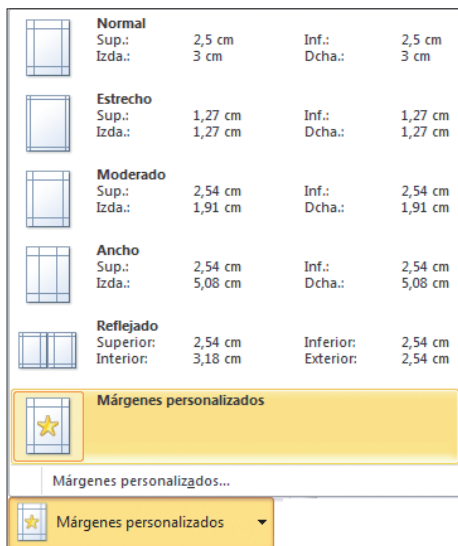 Normal
Sup.: 2,5 cm Inf.: 2,5 cm
Izda.: 3 cm Dcha.: 3 cm
Estrecho
Sup.: 1,27 cm Inf.: 1,27 cm
Izda.: 1,27 cm Dcha.: 1,27 cm
Moderado
Sup.: 2,54 cm Inf.: 2,54 cm
Izda.: 1,91 cm Dcha.: 1,91 cm
Ancho
Sup.: 2,54 cm Inf.: 2,54 cm
Izda.: 5,08 cm Dcha.: 5,08 cm
Reflejado
Superior: 2,54 cm Inferior: 2,54 cm
Interior: 3,18 cm Exterior: 2,54 cm
Márgenes personalizados
Márgenes personalizados...
Márgenes personalizados